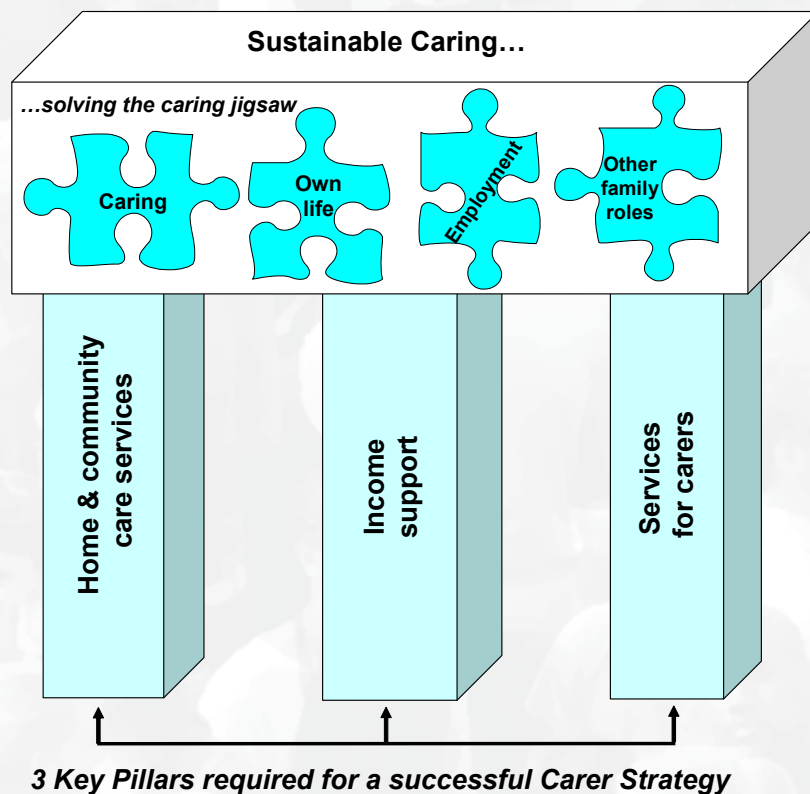 Sustainable Caring…
…solving the caring jigsaw
Caring
Own
life
Employment
Other
family
roles
Home & community
care services
Income
support
Services
for carers
3 Key Pillars required for a successful Carer Strategy